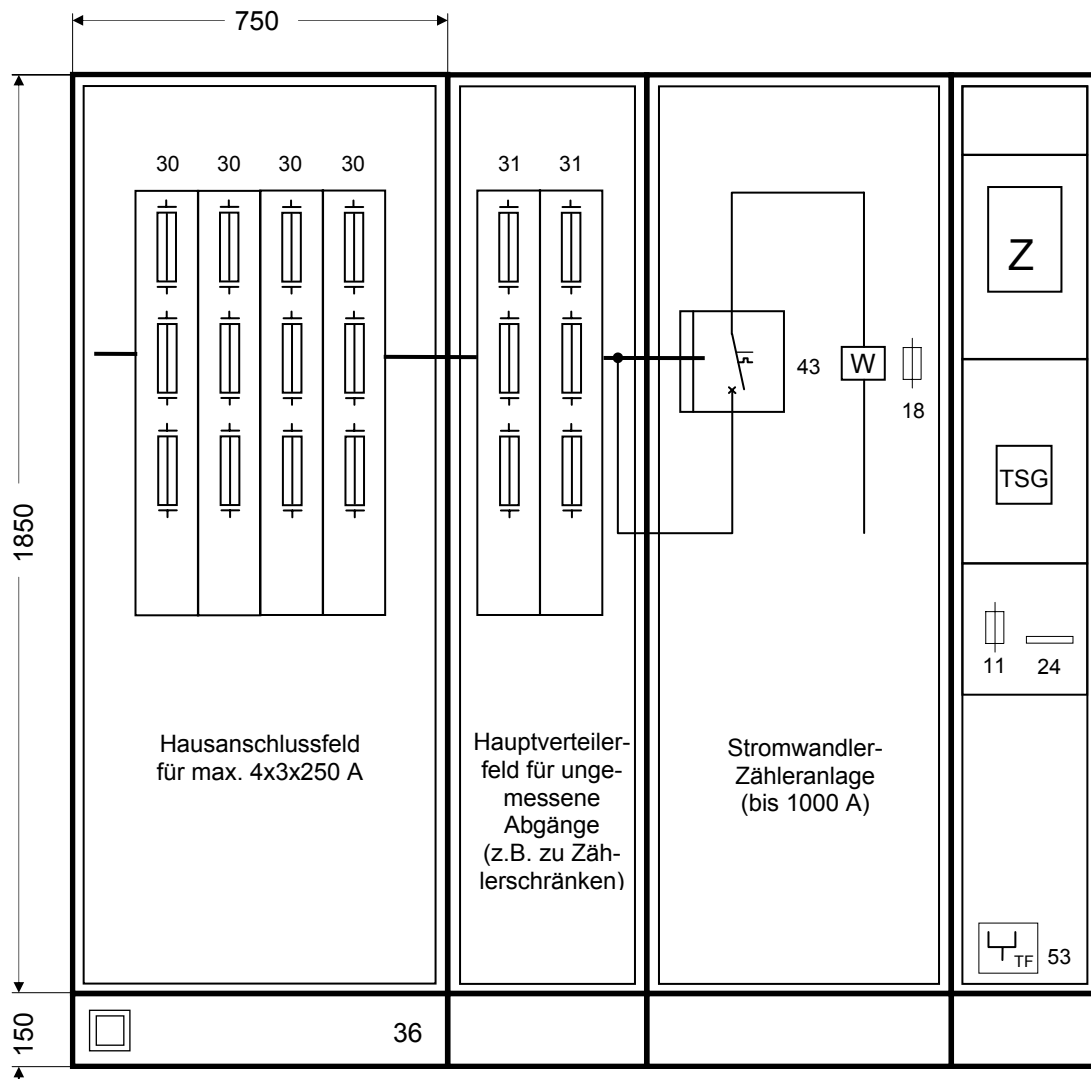 750
30 30 30 30
31 31
Z
43
W
18
TSG
1850
11 24
Hausanschlussfeld
für max. 4x3x250 A
Hauptverteiler-
feld für unge-
messene
Abgänge
(z.B. zu Zäh-
lerschränken)
Stromwandler-
Zähleranlage
(bis 1000 A)
TF 53
150
36